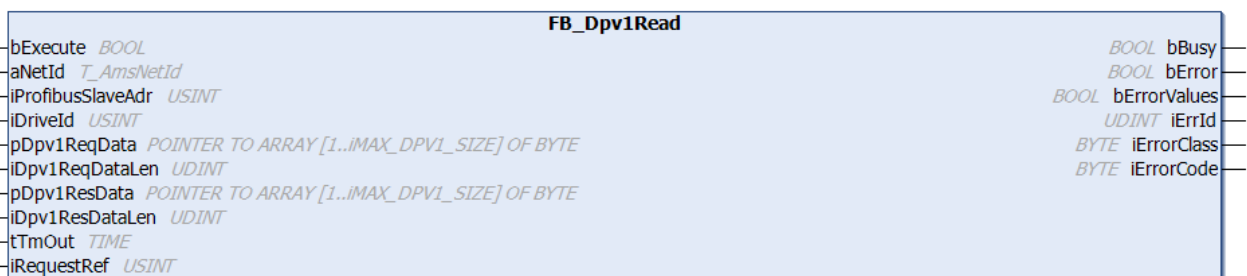 FB_Dpv1Read
bExecute BOOL BOOL bBusy
aNetId T_AmsNetId BOOL bError
iProfibusSlaveAdr USINT BOOL bErrorValues
iDriveId USINT UDINT iErrId
pDpv1ReqData POINTER TO ARRAY [1..iMAX_DPV1_SIZE] OF BYTE BYTE iErrorClass
iDpv1ReqDataLen UDINT BYTE iErrorCode
pDpv1ResData POINTER TO ARRAY [1..iMAX_DPV1_SIZE] OF BYTE
iDpv1ResDataLen UDINT
tTmOut TIME
iRequestRef USINT